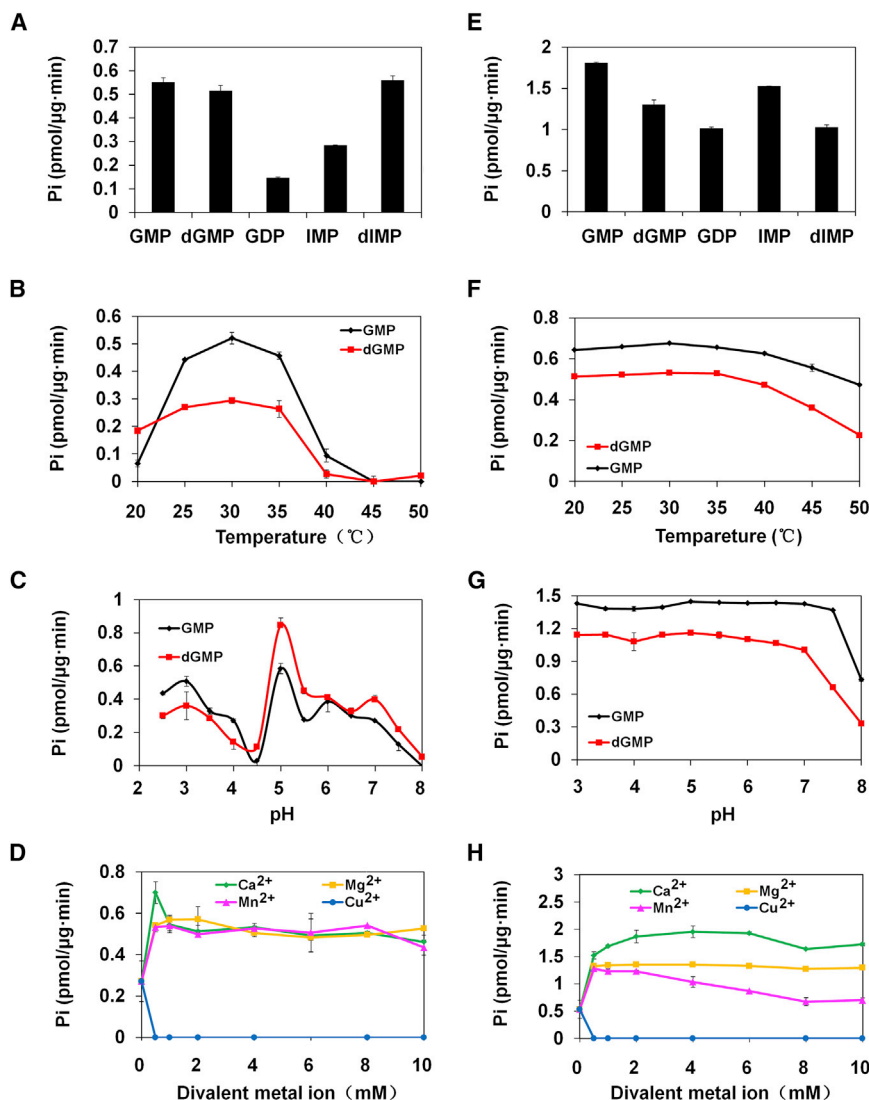 A
Pi (pmol/μg·min)
0.6
0.5
0.4
0.3
0.2
0.1
0
GMP dGMP GDP IMP dIMP
E
Pi (pmol/μg·min)
2
1.5
1
0.5
0
GMP dGMP GDP IMP dIMP
B
Pi (pmol/μg·min)
0.6
0.5
0.4
0.3
0.2
0.1
0
GMP
dGMP
20 25 30 35 40 45 50
Temperature（℃）
F
Pi (pmol/μg·min)
0.8
0.6
0.4
0.2
0
dGMP
GMP
20 25 30 35 40 45 50
Tempareture (℃)
C
Pi (pmol/μg·min)
1
0.8
0.6
0.4
0.2
0
GMP
dGMP
2 3 4 5 6 7 8
pH
G
Pi (pmol/μg·min)
1.5
1.2
0.9
0.6
0.3
0
GMP
dGMP
3 4 5 6 7 8
pH
D
Pi (pmol/μg·min)
0.8
0.6
0.4
0.2
0
Ca2+ Mg2+
Mn2+ Cu2+
0 2 4 6 8 10
Divalent metal ion（mM）
H
Pi (pmol/μg·min)
3
2.5
2
1.5
1
0.5
0
Ca2+ Mg2+
Mn2+ Cu2+
0 2 4 6 8 10
Divalent metal ion（mM）